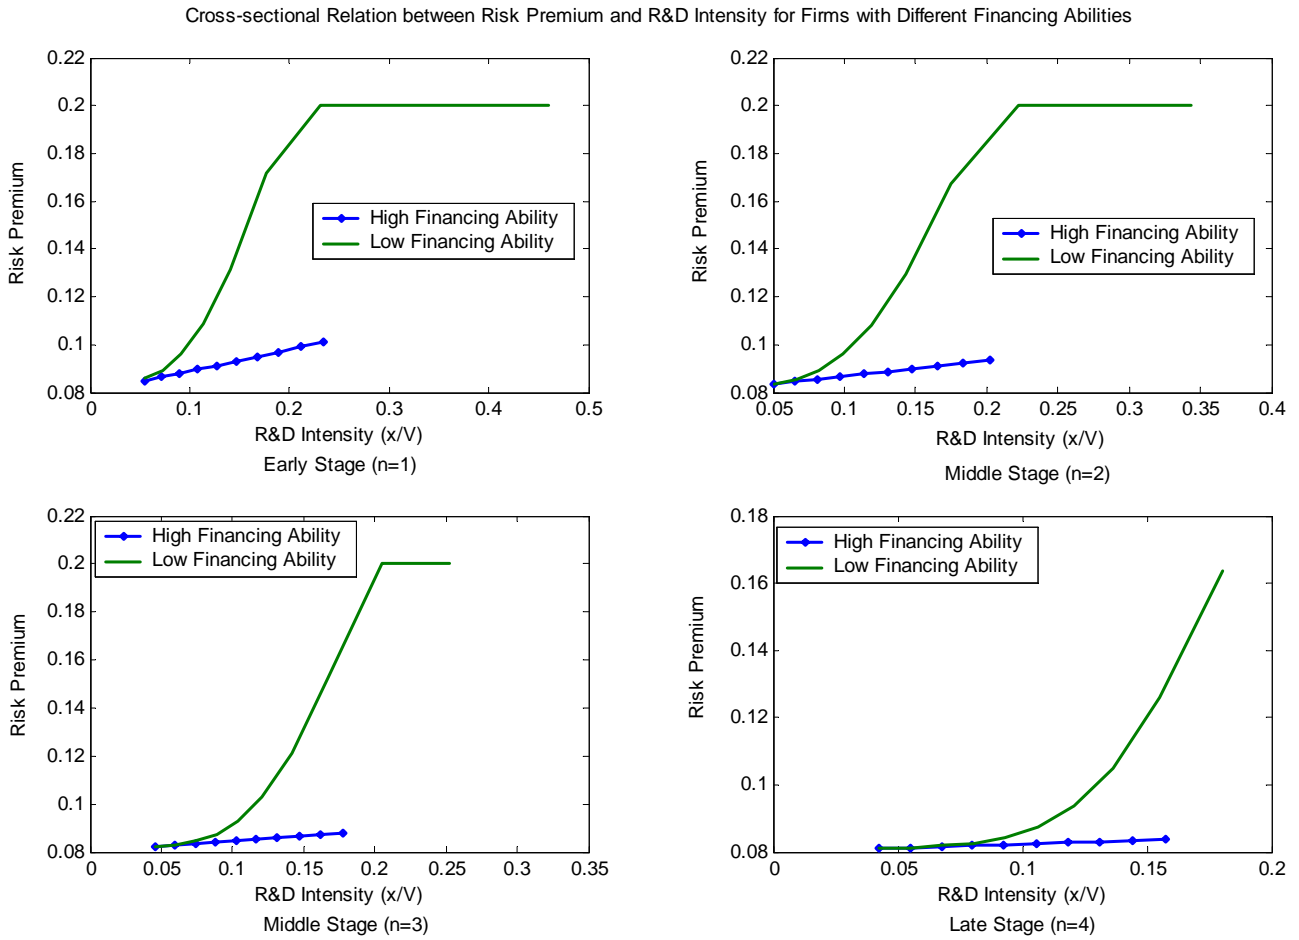 Cross-sectional Relation between Risk Premium and R&D Intensity for Firms with Different Financing Abilities
0.22
0.2
0.18
0.16
0.14
0.12
0.1
0.08
Risk Premium
High Financing Ability
Low Financing Ability
0 0.1 0.2 0.3 0.4 0.5
R&D Intensity (x/V)
Early Stage (n=1)
0.22
0.2
0.18
0.16
0.14
0.12
0.1
0.08
Risk Premium
High Financing Ability
Low Financing Ability
0.05 0.1 0.15 0.2 0.25 0.3 0.35 0.4
R&D Intensity (x/V)
Middle Stage (n=2)
0.22
0.2
0.18
0.16
0.14
0.12
0.1
0.08
Risk Premium
High Financing Ability
Low Financing Ability
0 0.05 0.1 0.15 0.2 0.25 0.3 0.35
R&D Intensity (x/V)
Middle Stage (n=3)
0.18
0.16
0.14
0.12
0.1
0.08
Risk Premium
High Financing Ability
Low Financing Ability
0 0.05 0.1 0.15 0.2
R&D Intensity (x/V)
Late Stage (n=4)